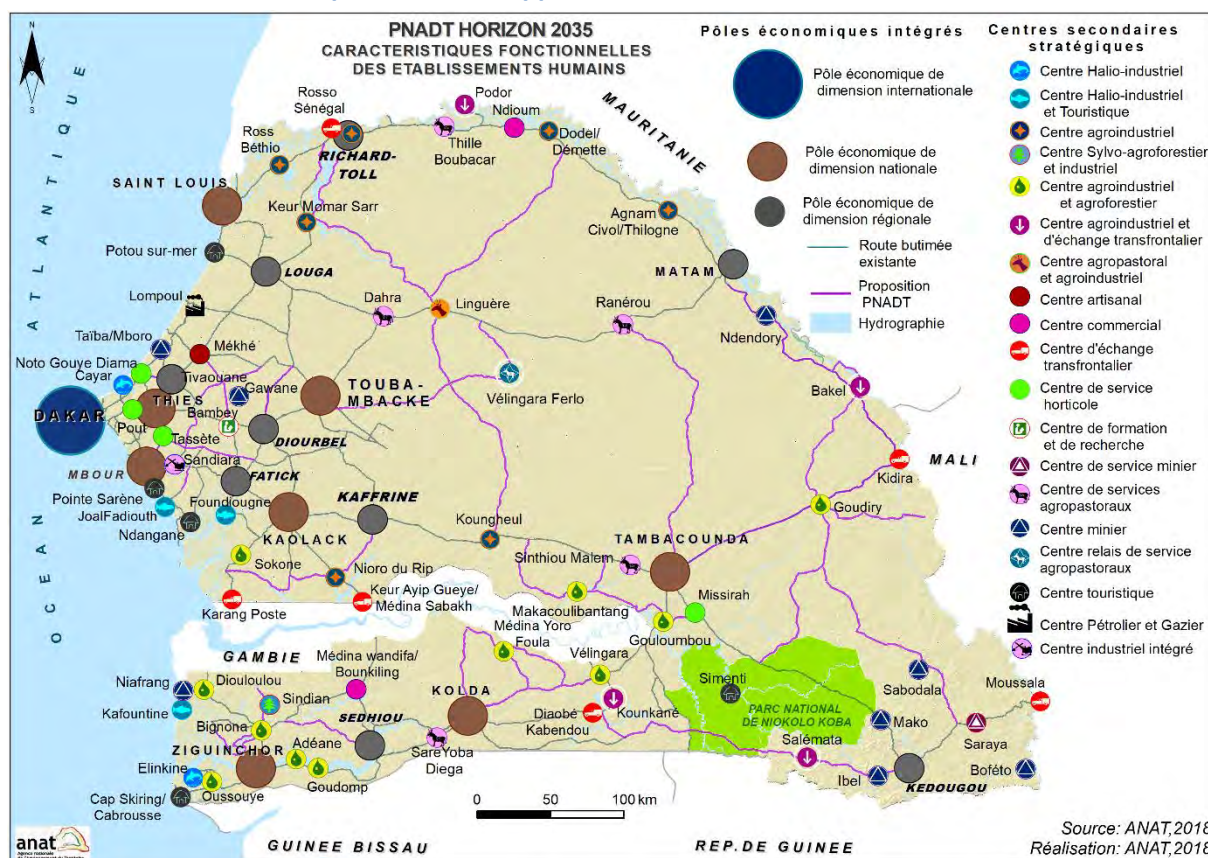 PNADT HORIZON 2035
CARACTERISTIQUES FONCTIONNELLES
DES ETABLISSEMENTS HUMAINS
Pôles économiques intégrés
Pôle économique de
dimension internationale
Pôle économique de
dimension nationale
Pôle économique de
dimension régionale
Route butimée
existante
Proposition
PNADT
Hydrographie
Centres secondaires
stratégiques
Centre Halio-industriel
Centre Halio-industriel
et Touristique
Centre agroindustriel
Centre Sylvo-agroforestier
et industriel
Centre agroindustriel
et agroforestier
Centre agroindustriel et
d'échange transfrontalier
Centre agropastoral
et agroindustriel
Centre artisanal
Centre commercial
Centre d'échange
transfrontalier
Centre de service
horticole
Centre de formation
et de recherche
Centre de service minier
Centre de services
agropastoraux
Centre minier
Centre relais de service
agropastoraux
Centre touristique
Centre Pétrolier et Gazier
Centre industriel intégré
N
S
OCEAN ATLANTIQUE
MAURITANIE
MALI
GAMBIE
GUINEE BISSAU
REP.DE GUINEE
Rosso
Sénégal
Podor
Ndioum
Ross
Béthio
RICHARD-
TOLL
Thille
Boubacar
Dodel/
Démette
SAINT LOUIS
Keur Momar Sarr
Agnam
Civol/Thilogne
Potou sur-mer
LOUGA
MATAM
Lompoul
Dahra
Linguère
Ranérou
Ndendory
Taïba/Mboro
Mékhé
Noto Gouye Diama
Cayar
Tivaouane
Gawane
TOUBA-
MBACKE
Vélingara Ferlo
Bakel
DAKAR
THIES
Bambey
Pout
Tassète
DIOURBEL
MBOUR
Sandiara
FATICK
Kidira
Pointe Sarène
JoalFadiouth
Foundiougne
KAFFRINE
Koungheul
Goudiry
Ndangane
KAOLACK
Sinthiou Malem
TAMBACOUNDA
Sokone
Nioro du Rip
Karang Poste
Keur Ayip Gueye/
Médina Sabakh
Makacoulibantang
Missirah
Médina Yoro
Foula
Gouloumbou
Médina wandifa/
Bounkiling
Vélingara
Niafrang
Diouloulou
Sindian
Kafountine
KOLDA
Simenti
PARC NATIONAL
DE NIOKOLO KOBA
Sabodala
Moussala
Bignona
SEDHIOU
Diaobé
Kabendou
Kounkané
Mako
Saraya
ZIGUINCHOR
Adéane
SareYoba
Diega
Salémata
Elinkine
Oussouye
Goudomp
Ibel
KEDOUGOU
Boféto
Cap Skiring/
Cabrousse
0 50 100 km
anat
Source: ANAT,2018
Réalisation: ANAT,2018